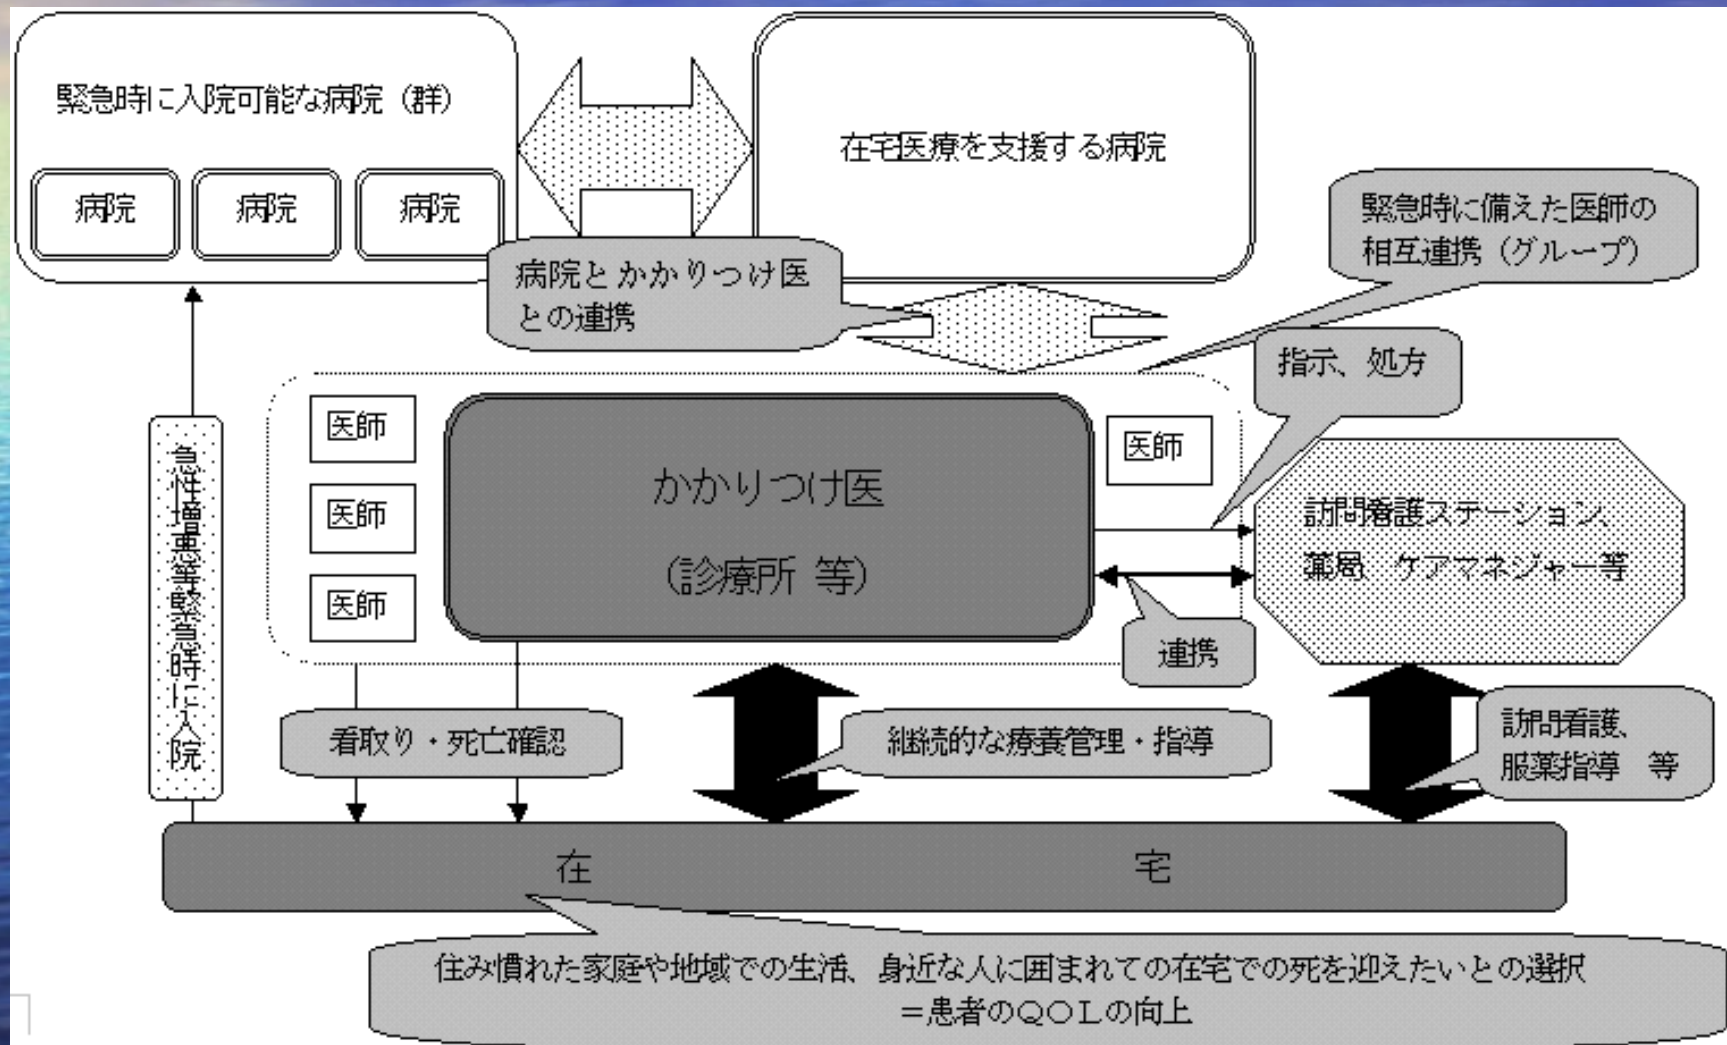 緊急時に入院可能な病院（群）
病院
病院
病院
在宅医療を支援する病院
緊急時に備えた医師の
相互連携（グループ）
病院とかかりつけ医
との連携
指示、処方
医師
医師
医師
かかりつけ医
（診療所 等）
医師
訪問看護ステーション、
薬局、ケアマネジャー等
連携
急性増悪等緊急時に入院
看取り・死亡確認
継続的な療養管理・指導
訪問看護、
服薬指導　等
在　宅
住み慣れた家庭や地域での生活、身近な人に囲まれての在宅での死を迎えたいとの選択
＝患者のＱＯＬの向上